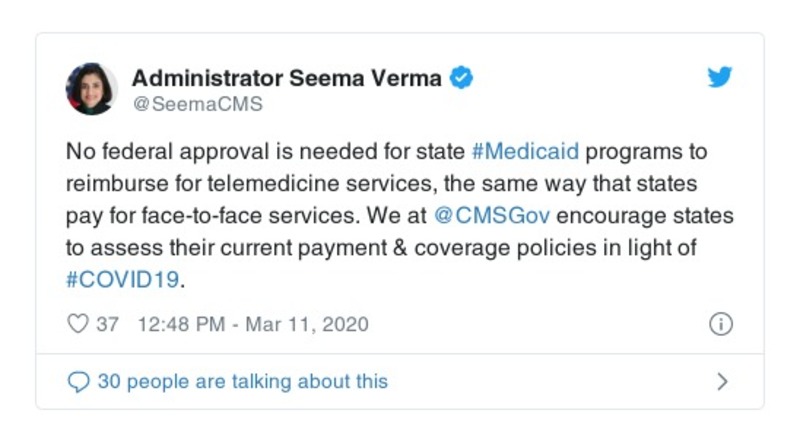 Administrator Seema Verma
@SeemaCMS
No federal approval is needed for state #Medicaid programs to
reimburse for telemedicine services, the same way that states
pay for face-to-face services. We at @CMSGov encourage states
to assess their current payment & coverage policies in light of
#COVID19.
37 12:48 PM - Mar 11, 2020
30 people are talking about this